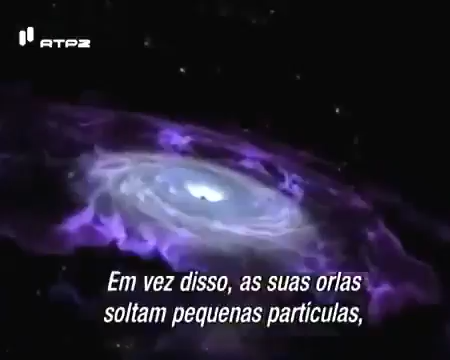 RTP2
Em vez disso, as suas orlas
soltam pequenas partículas,